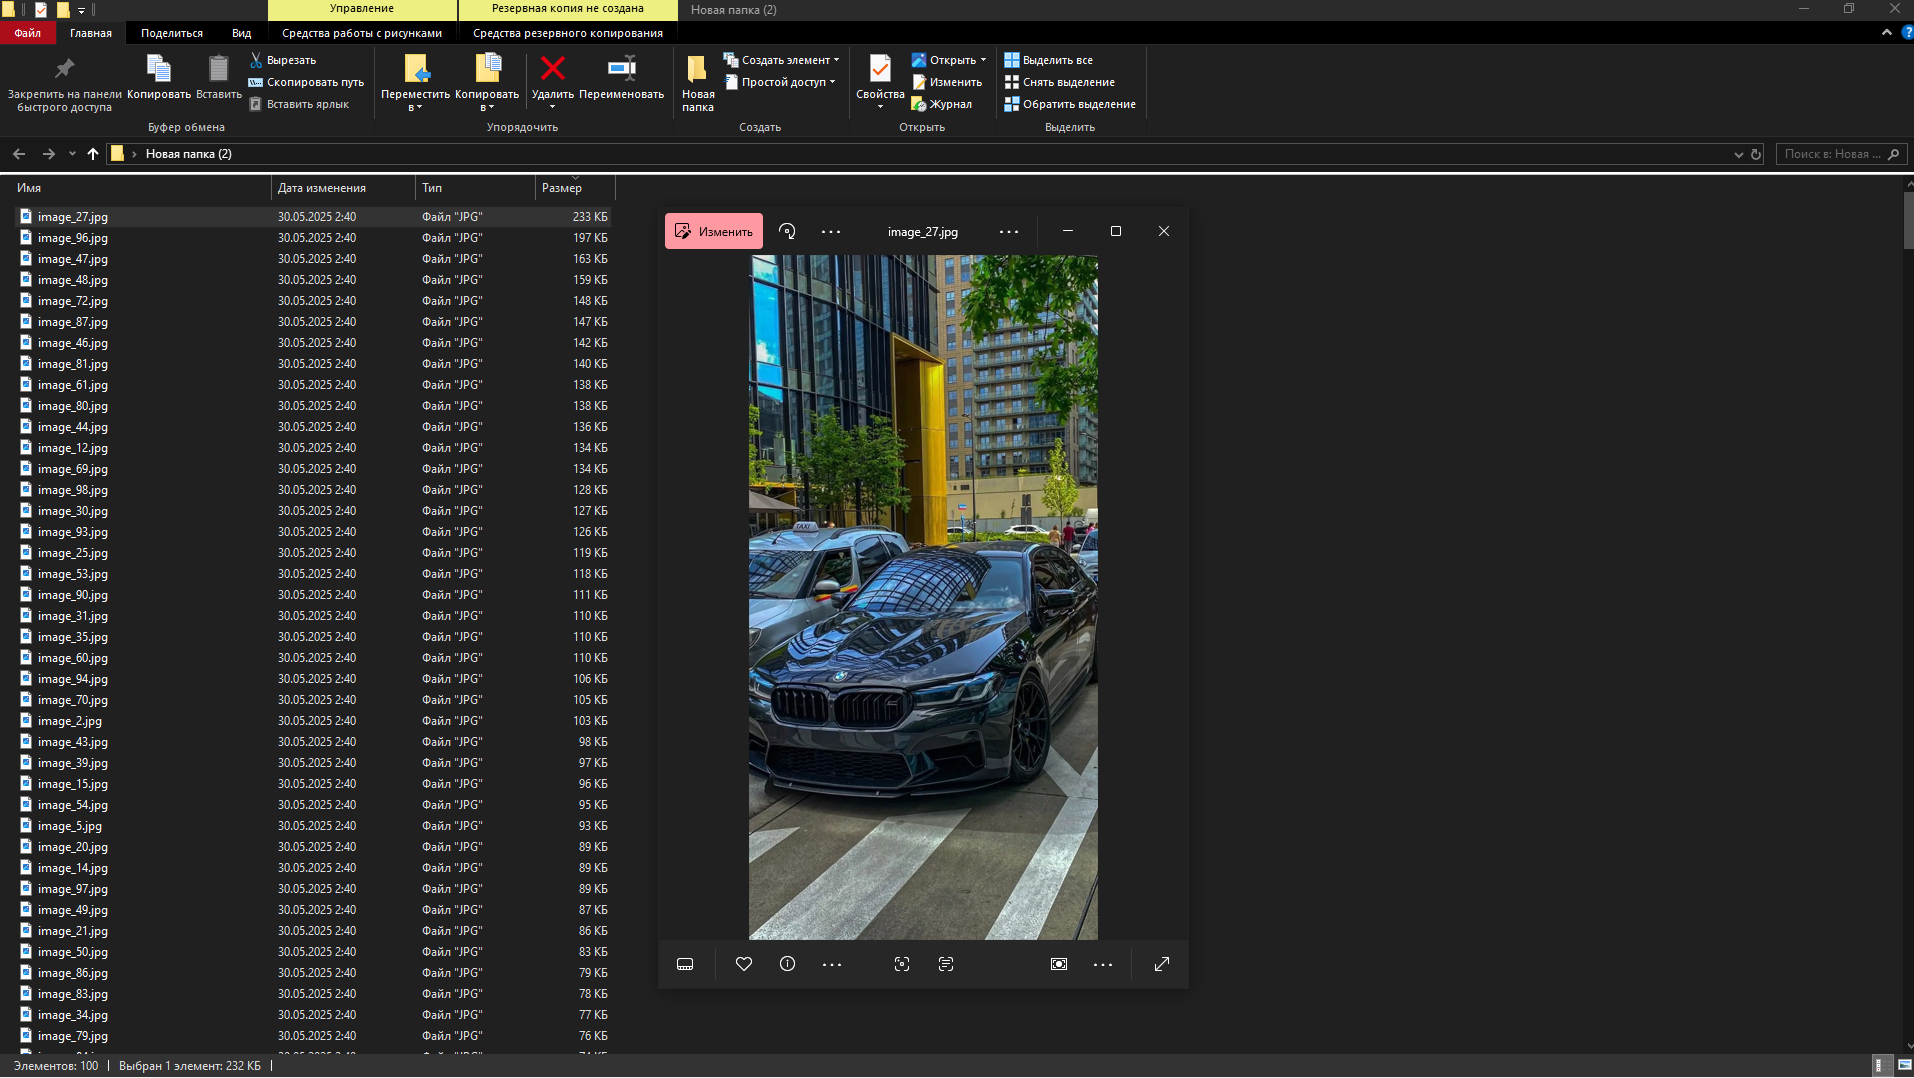 Управление
Резервная копия не создана
Новая папка (2)
Файл
Главная
Поделиться
Вид
Средства работы с рисунками
Средства резервного копирования
Закрепить на панели
быстрого доступа
Копировать
Вставить
Вырезать
Скопировать путь
Вставить ярлык
Буфер обмена
Переместить
в
Копировать
в
Удалить
Переименовать
Упорядочить
Новая
папка
Создать элемент
Простой доступ
Создать
Свойства
Открыть
Изменить
Журнал
Открыть
Выделить все
Снять выделение
Обратить выделение
Выделить
Новая папка (2)
Поиск в: Новая ...
Имя Дата изменения Тип Размер
image_27.jpg 30.05.2025 2:40 Файл "JPG" 233 КБ
image_96.jpg 30.05.2025 2:40 Файл "JPG" 197 КБ
image_47.jpg 30.05.2025 2:40 Файл "JPG" 163 КБ
image_48.jpg 30.05.2025 2:40 Файл "JPG" 159 КБ
image_72.jpg 30.05.2025 2:40 Файл "JPG" 148 КБ
image_87.jpg 30.05.2025 2:40 Файл "JPG" 147 КБ
image_46.jpg 30.05.2025 2:40 Файл "JPG" 142 КБ
image_81.jpg 30.05.2025 2:40 Файл "JPG" 140 КБ
image_61.jpg 30.05.2025 2:40 Файл "JPG" 138 КБ
image_80.jpg 30.05.2025 2:40 Файл "JPG" 138 КБ
image_44.jpg 30.05.2025 2:40 Файл "JPG" 136 КБ
image_12.jpg 30.05.2025 2:40 Файл "JPG" 134 КБ
image_69.jpg 30.05.2025 2:40 Файл "JPG" 134 КБ
image_98.jpg 30.05.2025 2:40 Файл "JPG" 128 КБ
image_30.jpg 30.05.2025 2:40 Файл "JPG" 127 КБ
image_93.jpg 30.05.2025 2:40 Файл "JPG" 126 КБ
image_25.jpg 30.05.2025 2:40 Файл "JPG" 119 КБ
image_53.jpg 30.05.2025 2:40 Файл "JPG" 118 КБ
image_90.jpg 30.05.2025 2:40 Файл "JPG" 111 КБ
image_31.jpg 30.05.2025 2:40 Файл "JPG" 110 КБ
image_35.jpg 30.05.2025 2:40 Файл "JPG" 110 КБ
image_60.jpg 30.05.2025 2:40 Файл "JPG" 110 КБ
image_94.jpg 30.05.2025 2:40 Файл "JPG" 106 КБ
image_70.jpg 30.05.2025 2:40 Файл "JPG" 105 КБ
image_2.jpg 30.05.2025 2:40 Файл "JPG" 103 КБ
image_43.jpg 30.05.2025 2:40 Файл "JPG" 98 КБ
image_39.jpg 30.05.2025 2:40 Файл "JPG" 97 КБ
image_15.jpg 30.05.2025 2:40 Файл "JPG" 96 КБ
image_54.jpg 30.05.2025 2:40 Файл "JPG" 95 КБ
image_5.jpg 30.05.2025 2:40 Файл "JPG" 93 КБ
image_20.jpg 30.05.2025 2:40 Файл "JPG" 89 КБ
image_14.jpg 30.05.2025 2:40 Файл "JPG" 89 КБ
image_97.jpg 30.05.2025 2:40 Файл "JPG" 89 КБ
image_49.jpg 30.05.2025 2:40 Файл "JPG" 87 КБ
image_21.jpg 30.05.2025 2:40 Файл "JPG" 86 КБ
image_50.jpg 30.05.2025 2:40 Файл "JPG" 83 КБ
image_86.jpg 30.05.2025 2:40 Файл "JPG" 79 КБ
image_83.jpg 30.05.2025 2:40 Файл "JPG" 78 КБ
image_34.jpg 30.05.2025 2:40 Файл "JPG" 77 КБ
image_79.jpg 30.05.2025 2:40 Файл "JPG" 76 КБ
Изменить
image_27.jpg
TAXI
Элементов: 100
Выбран 1 элемент: 232 КБ